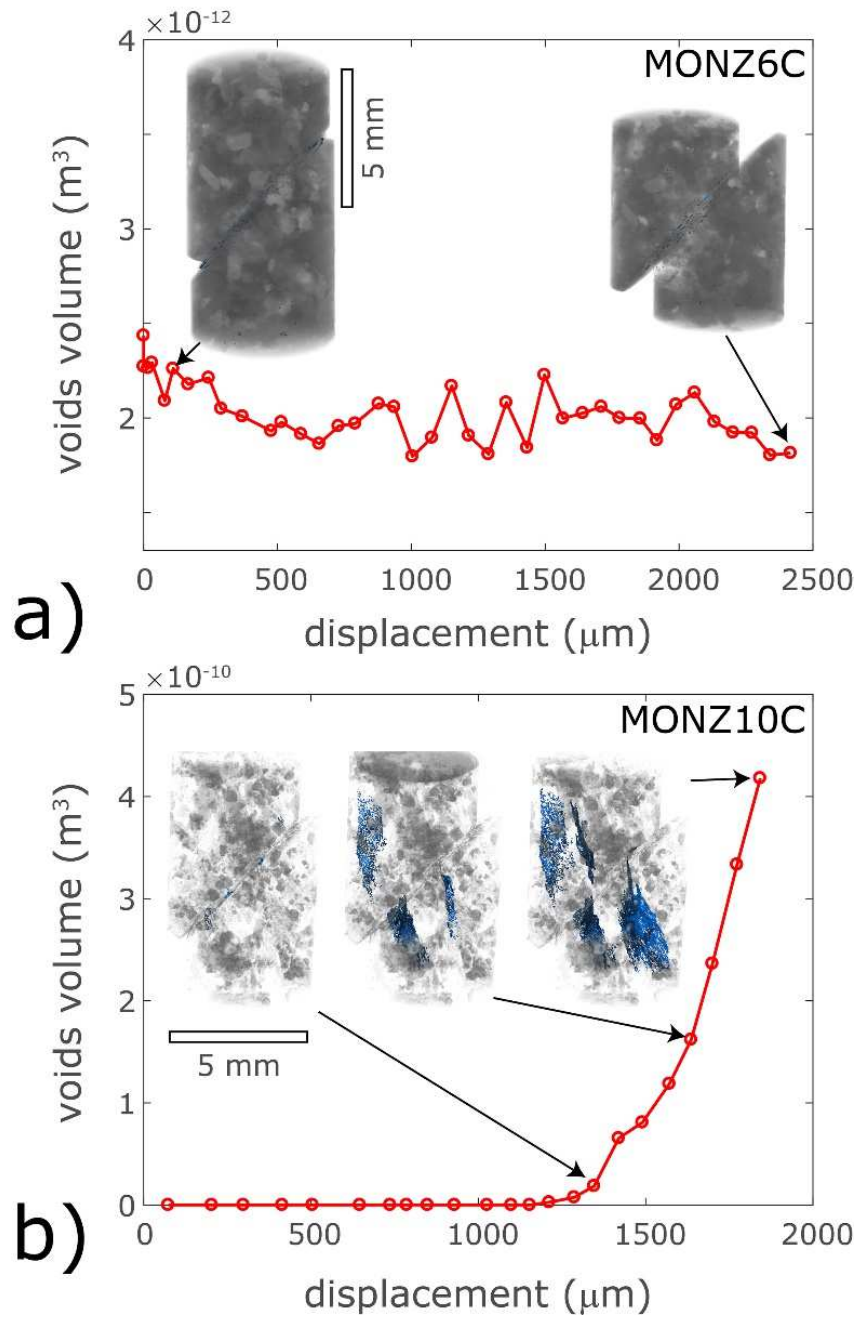 ×10⁻¹²
4
3
2
voids volume (m³)
MONZ6C
5 mm
0 500 1000 1500 2000 2500
displacement (μm)
a)
×10⁻¹⁰
5
4
3
2
1
0
voids volume (m³)
MONZ10C
5 mm
0 500 1000 1500 2000
displacement (μm)
b)